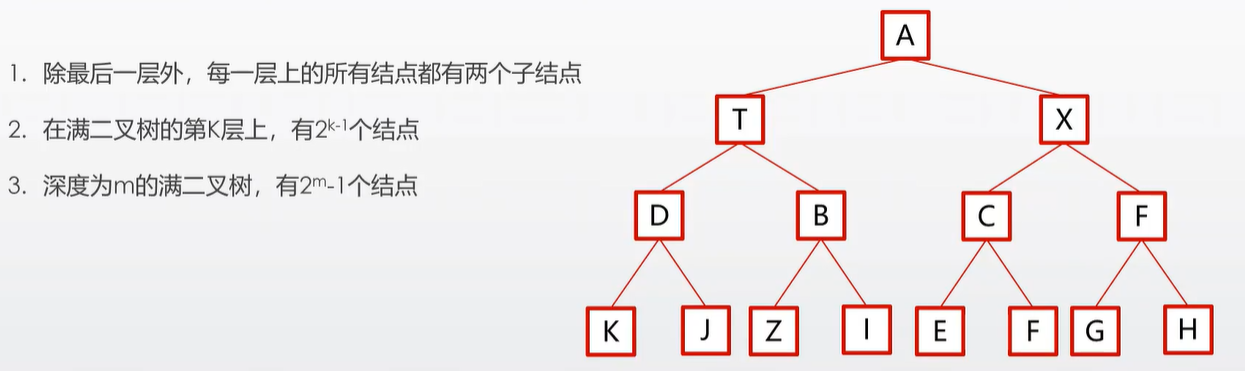 1. 除最后一层外，每一层上的所有结点都有两个子结点
2. 在满二叉树的第K层上，有2ᵏ⁻¹个结点
3. 深度为m的满二叉树，有2ᵐ-1个结点
A
T X
D B C F
K J Z I E F G H